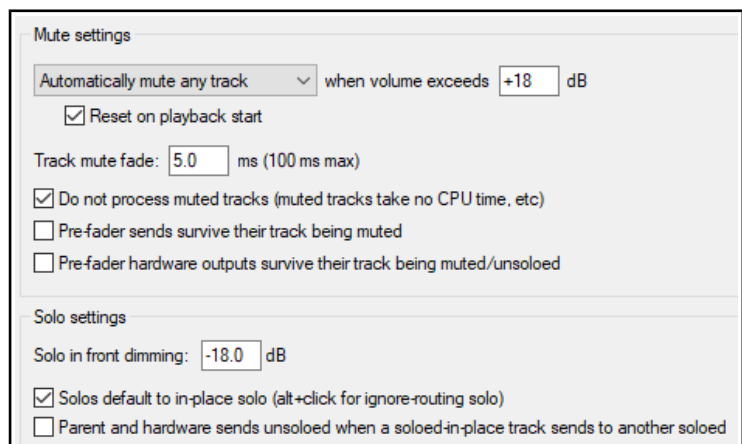 Mute settings
Automatically mute any track when volume exceeds +18 dB
Reset on playback start
Track mute fade: 5.0 ms (100 ms max)
Do not process muted tracks (muted tracks take no CPU time, etc)
Pre-fader sends survive their track being muted
Pre-fader hardware outputs survive their track being muted/unsoloed
Solo settings
Solo in front dimming: -18.0 dB
Solos default to in-place solo (alt+click for ignore-routing solo)
Parent and hardware sends unsoloed when a soloed-in-place track sends to another soloed